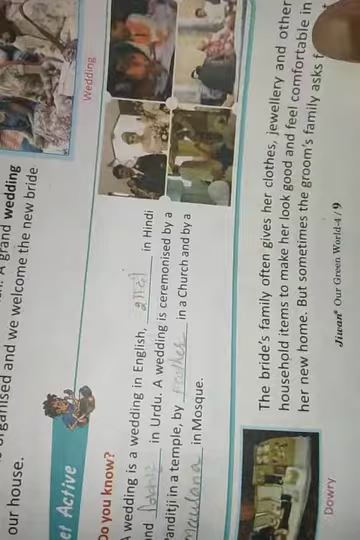 A grand wedding
organised and we welcome the new bride
our house.
Wedding
et Active
Do you know?
A wedding is a wedding in English, शादी in Hindi
and in Urdu. A wedding is ceremonised by a
Panditji in a temple, by Father in a Church and by a
Maulana in Mosque.
The bride's family often gives her clothes, jewellery and other
household items to make her look good and feel comfortable in
her new home. But sometimes the groom's family asks f
Dowry
Jiwan® Our Green World-4/9